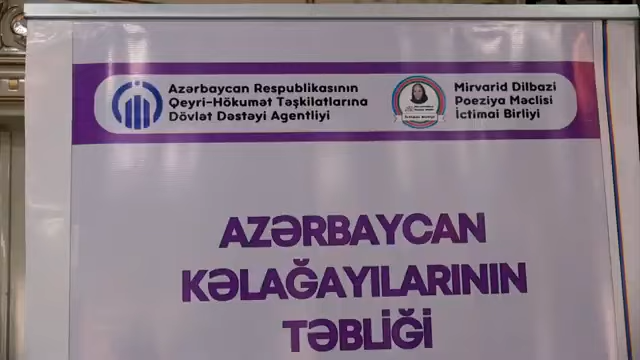 Azərbaycan Respublikasının
Qeyri-Hökumət Təşkilatlarına
Dövlət Dəstəyi Agentliyi
Mirvarid Dilbazi
Poeziya Məclisi
İctimai Birliyi
AZƏRBAYCAN
KƏLAĞAYILARININ
TƏBLİĞİ